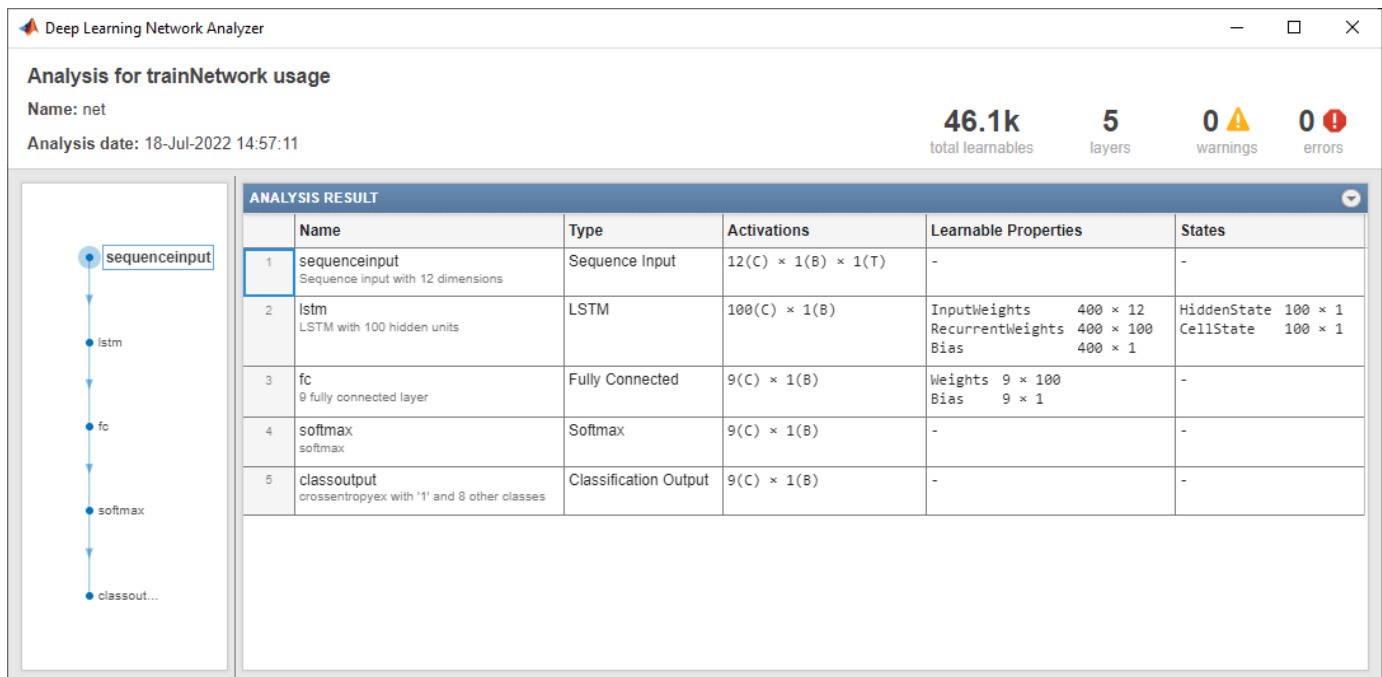 Deep Learning Network Analyzer
Analysis for trainNetwork usage
Name: net
Analysis date: 18-Jul-2022 14:57:11
46.1k
total learnables
5
layers
0
warnings
0
errors
sequenceinput
lstm
fc
softmax
classout...
ANALYSIS RESULT
Name Type Activations Learnable Properties States
1 sequenceinput Sequence Input 12(C) × 1(B) × 1(T) - -
Sequence input with 12 dimensions
2 lstm LSTM 100(C) × 1(B) InputWeights 400 × 12 HiddenState 100 × 1
LSTM with 100 hidden units RecurrentWeights 400 × 100 CellState 100 × 1
Bias 400 × 1
3 fc Fully Connected 9(C) × 1(B) Weights 9 × 100 -
9 fully connected layer Bias 9 × 1
4 softmax Softmax 9(C) × 1(B) - -
softmax
5 classoutput Classification Output 9(C) × 1(B) - -
crossentropyex with '1' and 8 other classes